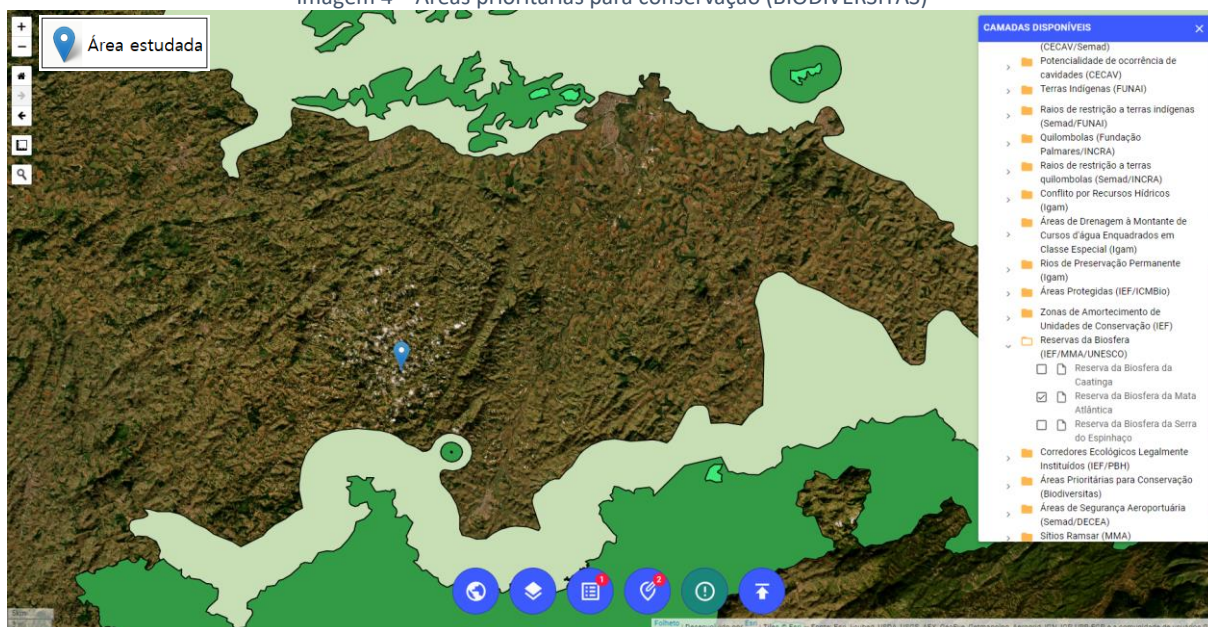 Imagem 4 – Áreas prioritárias para conservação (BIODIVERSITAS)
Área estudada
CAMADAS DISPONÍVEIS
(CECAV/Semad)
Potencialidade de ocorrência de
cavidades (CECAV)
Terras Indígenas (FUNAI)
Raios de restrição a terras indígenas
(Semad/FUNAI)
Quilombolas (Fundação
Palmares/INCRA)
Raios de restrição a terras
quilombolas (Semad/INCRA)
Conflito por Recursos Hídricos
(Igam)
Áreas de Drenagem à Montante de
Cursos d'água Enquadrados em
Classe Especial (Igam)
Rios de Preservação Permanente
(Igam)
Áreas Protegidas (IEF/ICMBio)
Zonas de Amortecimento de
Unidades de Conservação (IEF)
Reservas da Biosfera
(IEF/MMA/UNESCO)
Reserva da Biosfera da
Caatinga
Reserva da Biosfera da Mata
Atlântica
Reserva da Biosfera da Serra
do Espinhaço
Corredores Ecológicos Legalmente
Instituídos (IEF/PBH)
Áreas Prioritárias para Conservação
(Biodiversitas)
Áreas de Segurança Aeroportuária
(Semad/DECEA)
Sítios Ramsar (MMA)
1
2
Folheto